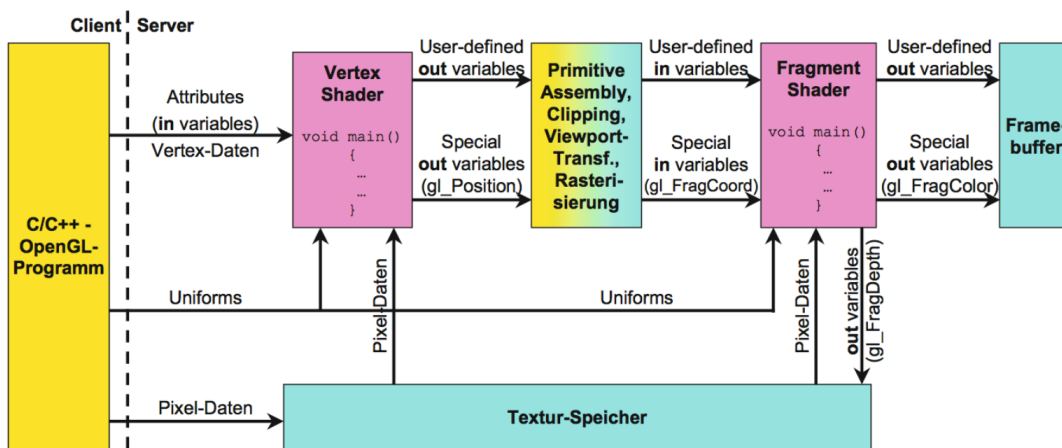 Client
Server
C/C++ -
OpenGL-
Programm
Attributes
(in variables)
Vertex-Daten
Vertex
Shader
void main()
{
…
…
}
User-defined
out variables
Special
out variables
(gl_Position)
Primitive
Assembly,
Clipping,
Viewport-
Transf.,
Rasteri-
sierung
User-defined
in variables
Special
in variables
(gl_FragCoord)
Fragment
Shader
void main()
{
…
…
}
User-defined
out variables
Special
out variables
(gl_FragColor)
Frame-
buffer
Uniforms
Pixel-Daten
Uniforms
Pixel-Daten
out variables
(gl_FragDepth)
Pixel-Daten
Textur-Speicher